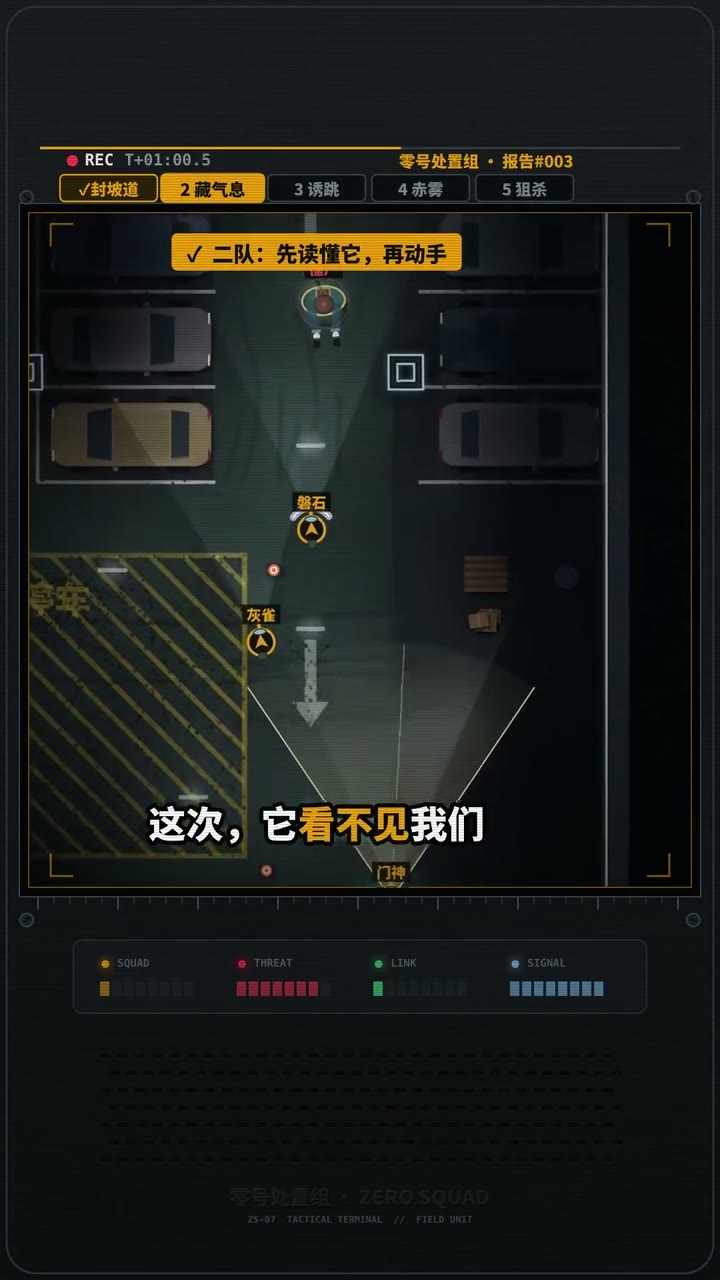 REC T+01:00.5
零号处置组 · 报告#003
✓封坡道
2 藏气息
3 诱跳
4 赤雾
5 狙杀
✓ 二队：先读懂它，再动手
磐石
灰雀
停车
这次，它看不见我们
门神
SQUAD
THREAT
LINK
SIGNAL
零号处置组 · ZERO SQUAD
ZS-07 TACTICAL TERMINAL // FIELD UNIT